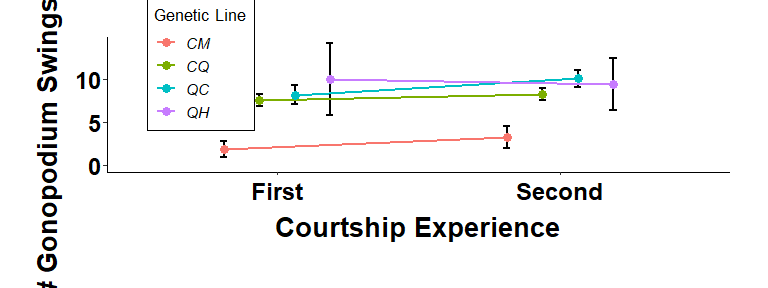 Genetic Line
CM
CQ
QC
QH
# Gonopodium Swings
10
5
0
First Second
Courtship Experience